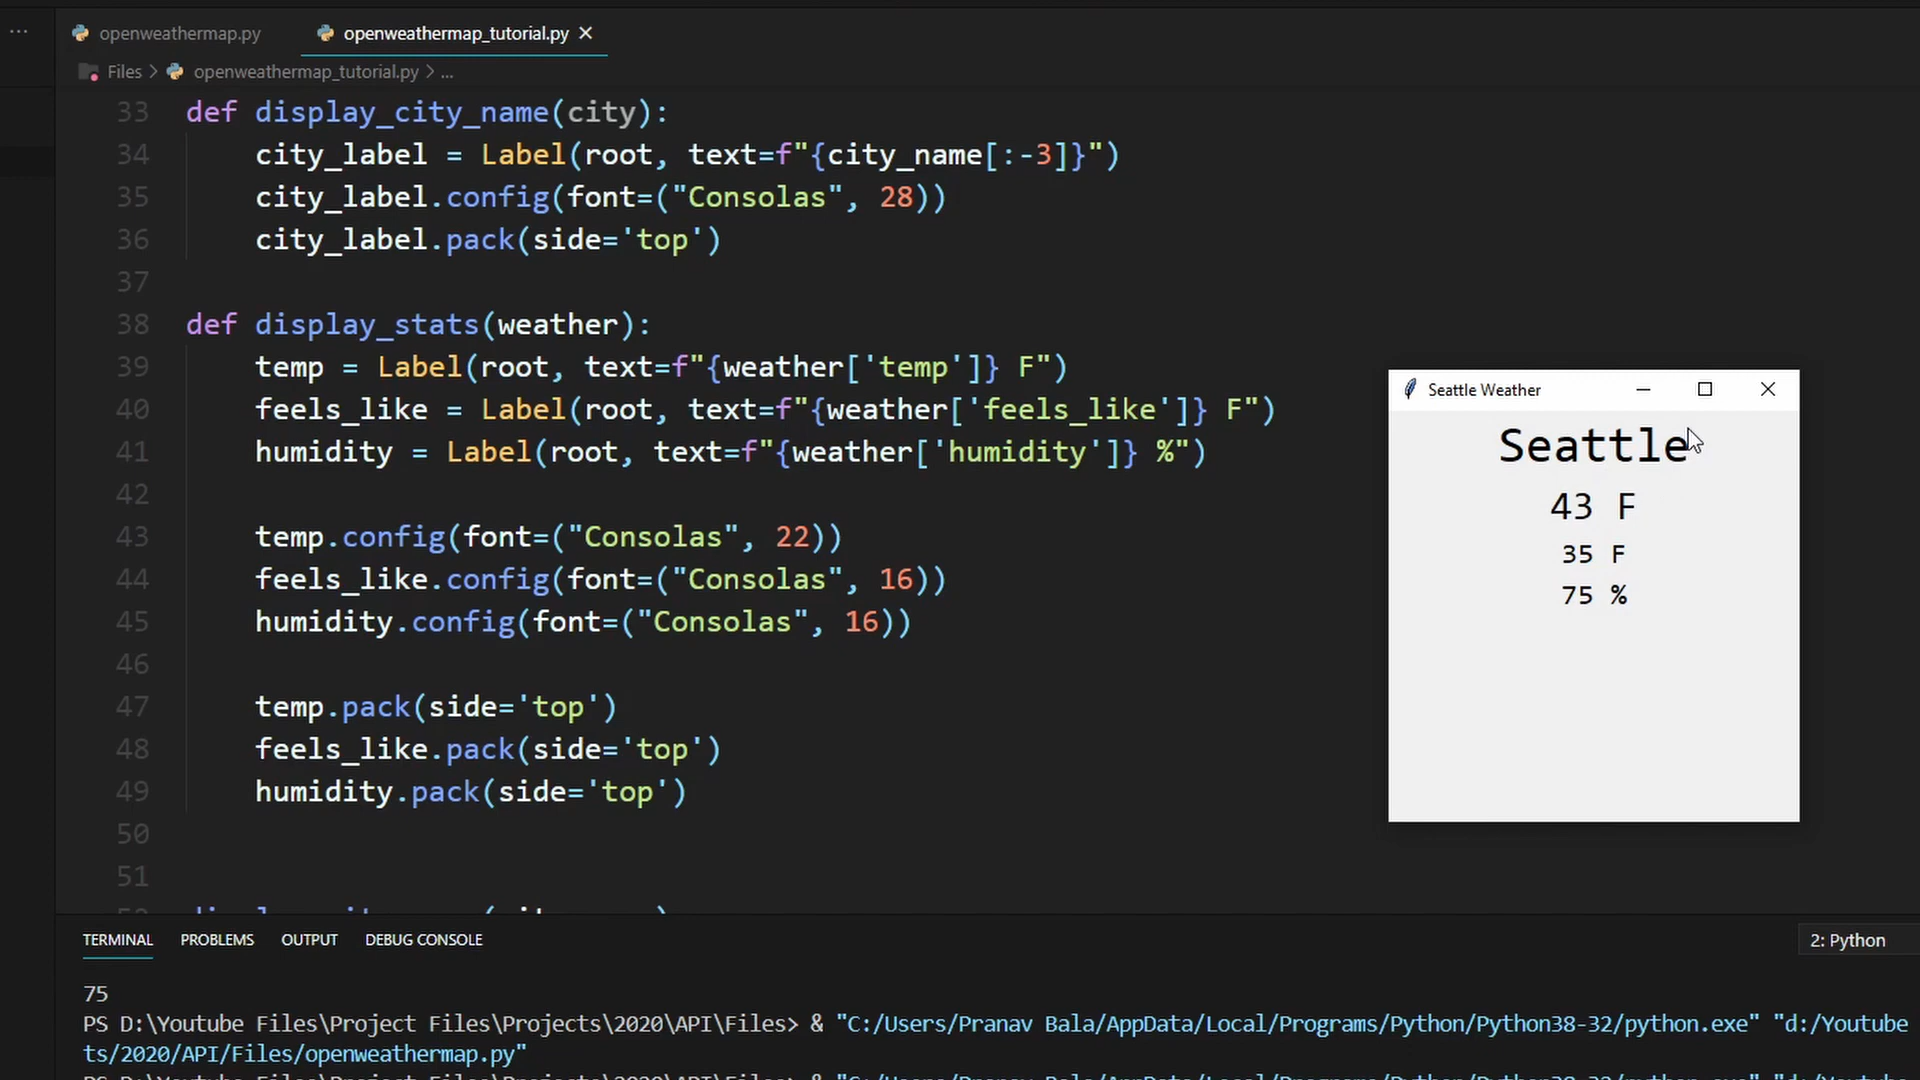 openweathermap.py
openweathermap_tutorial.py
Files > openweathermap_tutorial.py > ...
33 def display_city_name(city):
34 city_label = Label(root, text=f"{city_name[:-3]}")
35 city_label.config(font=("Consolas", 28))
36 city_label.pack(side='top')
37
38 def display_stats(weather):
39 temp = Label(root, text=f"{weather['temp']} F")
40 feels_like = Label(root, text=f"{weather['feels_like']} F")
41 humidity = Label(root, text=f"{weather['humidity']} %")
42
43 temp.config(font=("Consolas", 22))
44 feels_like.config(font=("Consolas", 16))
45 humidity.config(font=("Consolas", 16))
46
47 temp.pack(side='top')
48 feels_like.pack(side='top')
49 humidity.pack(side='top')
50
51
Seattle Weather
Seattle
43 F
35 F
75 %
TERMINAL PROBLEMS OUTPUT DEBUG CONSOLE
2: Python
75
PS D:\Youtube Files\Project Files\Projects\2020\API\Files> & "C:/Users/Pranav Bala/AppData/Local/Programs/Python/Python38-32/python.exe" "d:/Youtube
ts/2020/API/Files/openweathermap.py"